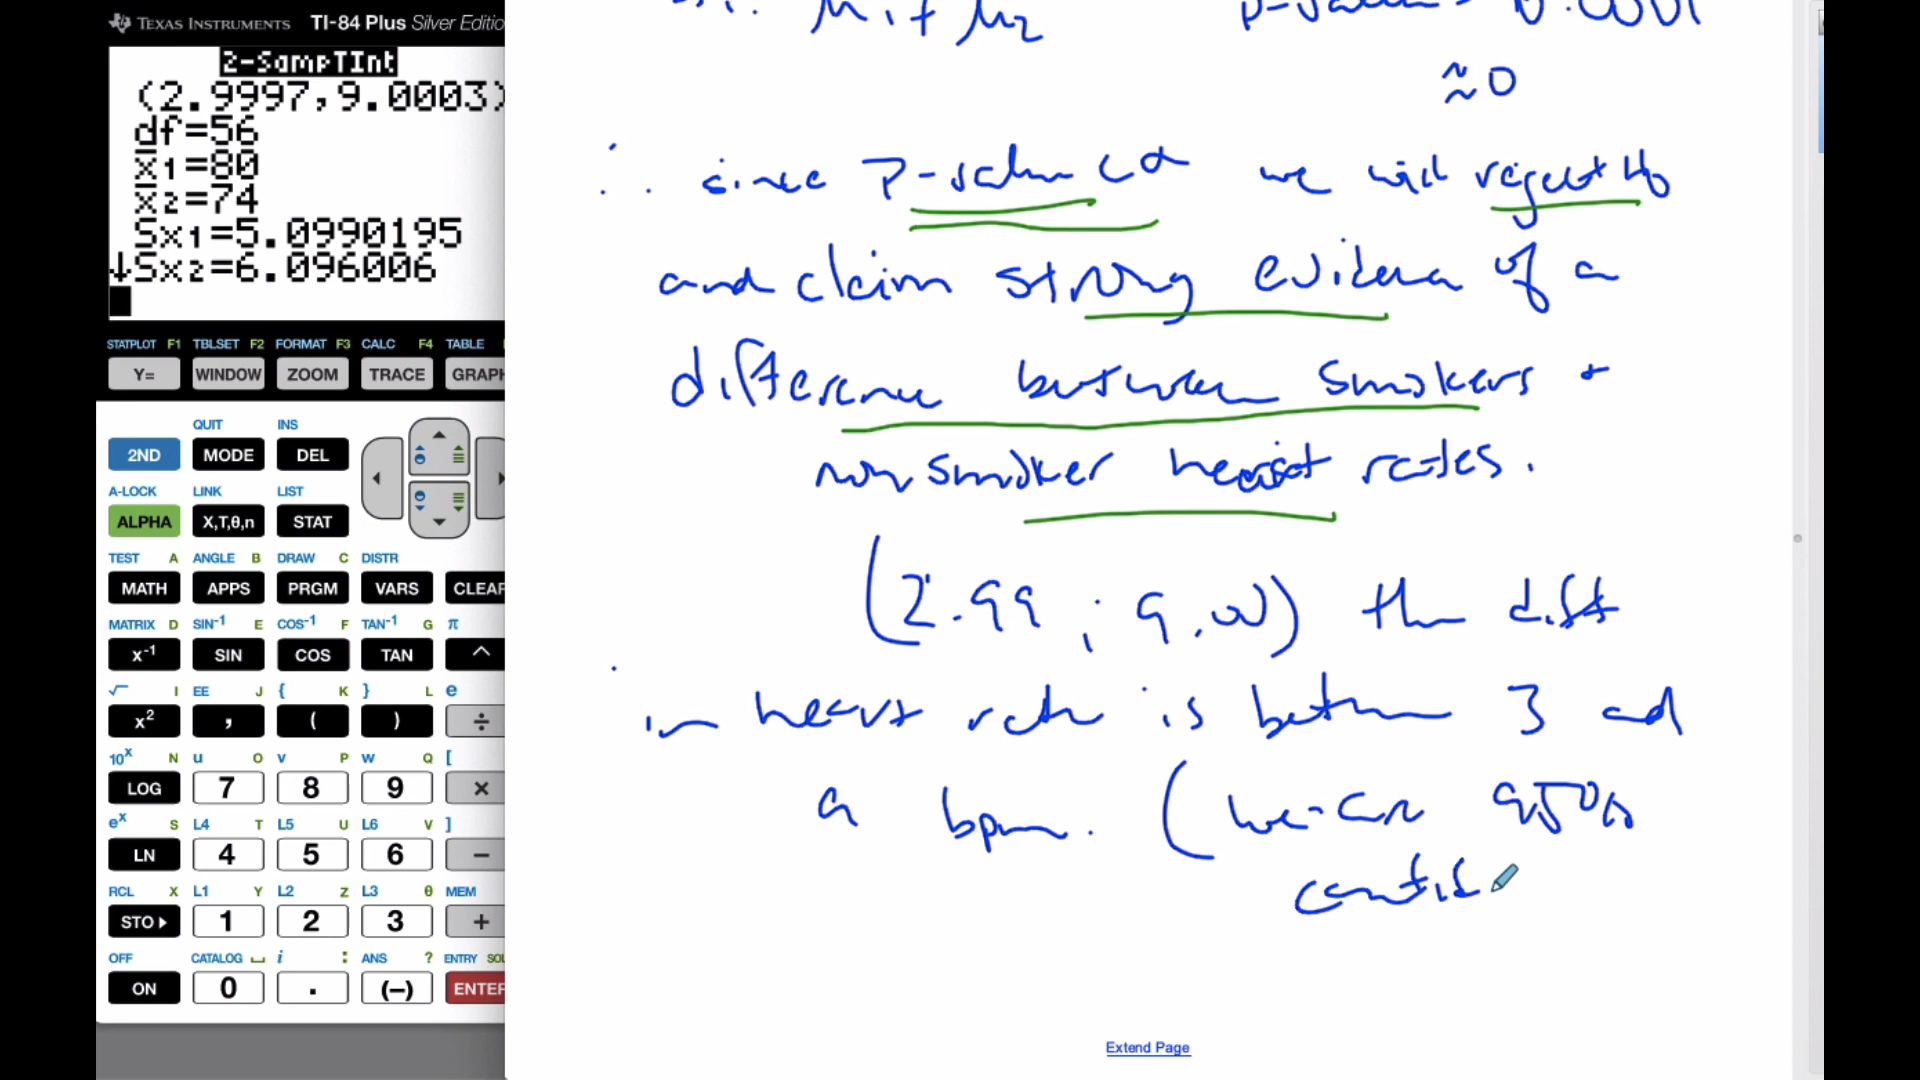 TEXAS INSTRUMENTS TI-84 Plus Silver Editio
2-SampTInt
(2.9997,9.0003)
df=56
x̄1=80
x̄2=74
Sx1=5.0990195
↓Sx2=6.096006
STATPLOT F1 TBLSET F2 FORMAT F3 CALC F4 TABLE
Y= WINDOW ZOOM TRACE GRAPH
QUIT INS
2ND MODE DEL
A-LOCK LINK LIST
ALPHA X,T,θ,n STAT
TEST A ANGLE B DRAW C DISTR
MATH APPS PRGM VARS CLEAR
MATRIX D SIN⁻¹ E COS⁻¹ F TAN⁻¹ G π
x⁻¹ SIN COS TAN ^
√ I EE J { K } L e
x² , ( ) ÷
10ˣ N u O v P w Q [
LOG 7 8 9 ×
eˣ S L4 T L5 U L6 V ]
LN 4 5 6 −
RCL X L1 Y L2 Z L3 θ MEM
STO▶ 1 2 3 +
OFF CATALOG ⎵ i : ANS ? ENTRY SOL
ON 0 . (−) ENTER
μ1 ≠ μ2 p-value = 0.0001
≈ 0
∴ since P-value < α we will reject H0
and claim strong evidence of a
difference between smokers +
non smoker heart rates.
(2.99 ; 9.00) the diff
in heart rate is between 3 and
9 bpm. (we are 95%
confid
Extend Page